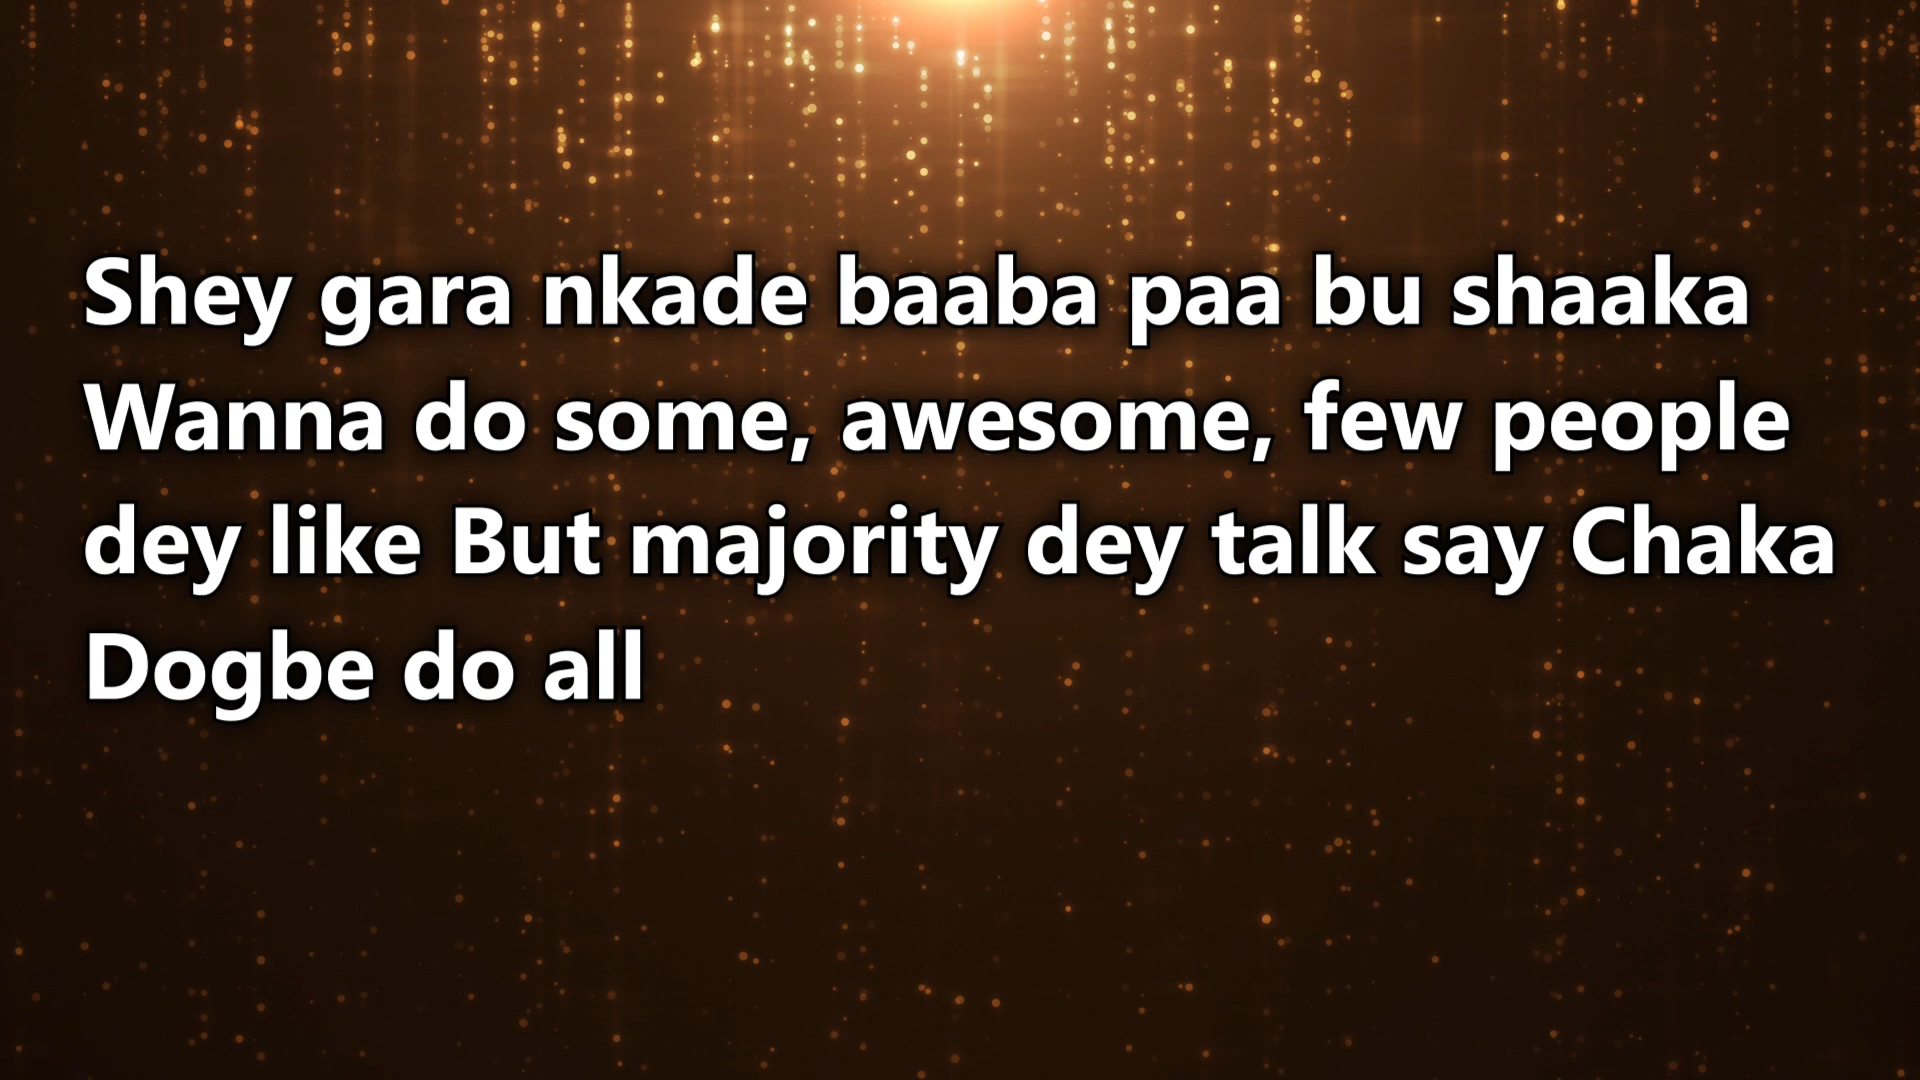 Shey gara nkade baaba paa bu shaaka
Wanna do some, awesome, few people
dey like But majority dey talk say Chaka
Dogbe do all